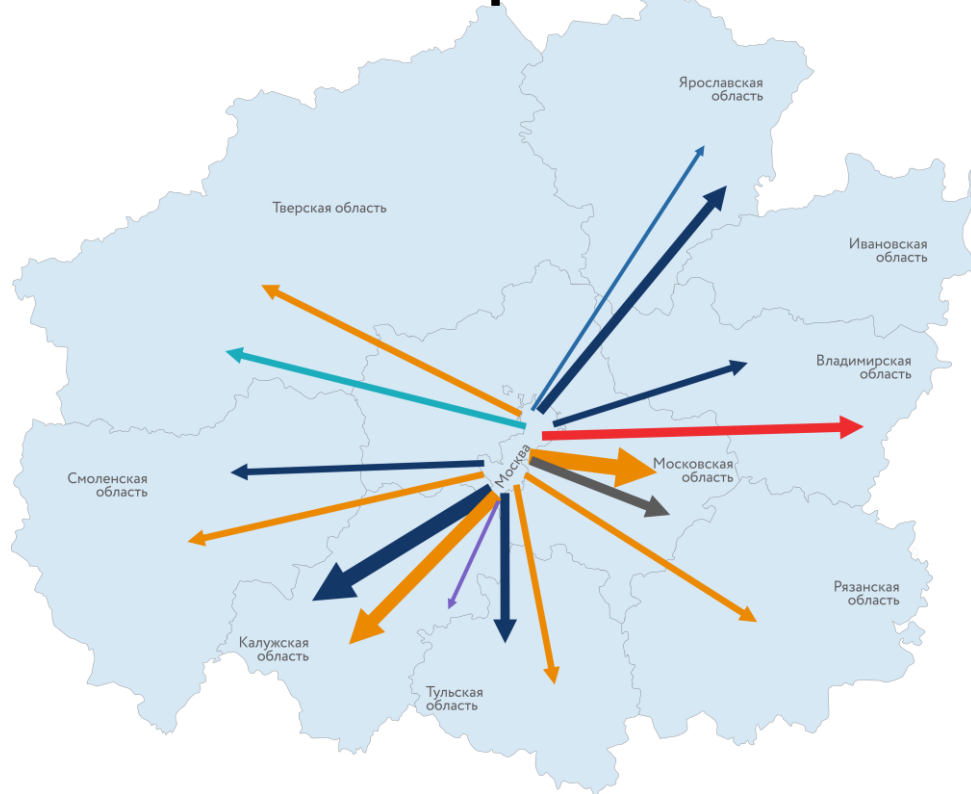 Ярославская
область
Тверская область
Ивановская
область
Владимирская
область
Москва
Московская
область
Смоленская
область
Рязанская
область
Калужская
область
Тульская
область